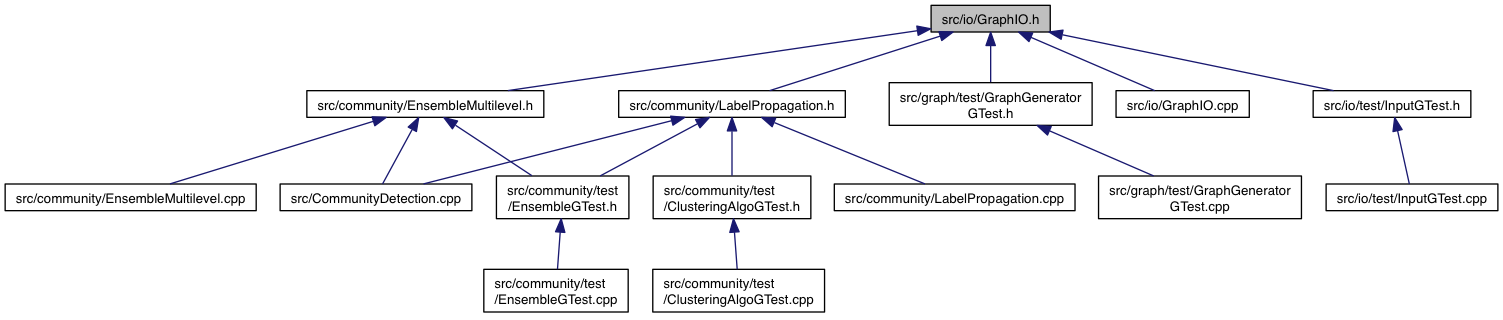 src/io/GraphIO.h
src/community/EnsembleMultilevel.h
src/community/LabelPropagation.h
src/graph/test/GraphGenerator
GTest.h
src/io/GraphIO.cpp
src/io/test/InputGTest.h
src/community/EnsembleMultilevel.cpp
src/CommunityDetection.cpp
src/community/test
/EnsembleGTest.h
src/community/test
/ClusteringAlgoGTest.h
src/community/LabelPropagation.cpp
src/graph/test/GraphGenerator
GTest.cpp
src/io/test/InputGTest.cpp
src/community/test
/EnsembleGTest.cpp
src/community/test
/ClusteringAlgoGTest.cpp